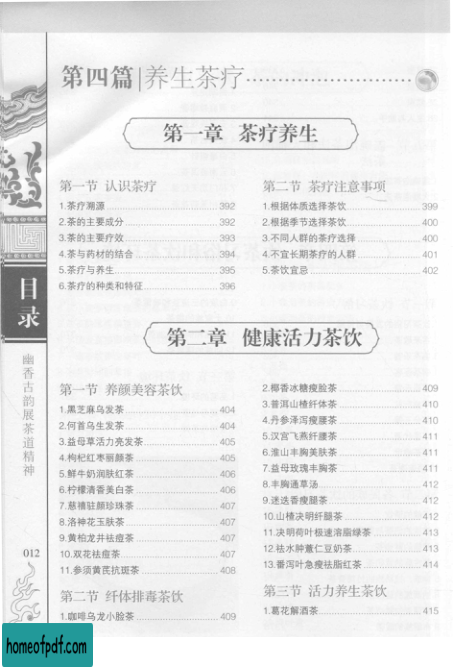 第四篇 养生茶疗
第一章 茶疗养生
第一节 认识茶疗
1.茶疗溯源 392
2.茶的主要成分 392
3.茶的主要疗效 393
4.茶与药材的结合 394
5.茶疗与养生 395
6.茶疗的种类和特征 396
第二节 茶疗注意事项
1.根据体质选择茶饮 399
2.根据季节选择茶饮 400
3.不同人群的茶疗选择 400
4.不宜长期茶疗的人群 401
5.茶饮宜忌 402
第二章 健康活力茶饮
第一节 养颜美容茶饮
1.黑芝麻乌发茶 404
2.何首乌生发茶 404
3.益母草活力亮发茶 405
4.枸杞红枣丽颜茶 405
5.鲜牛奶润肤红茶 406
6.柠檬清香美白茶 406
7.慈禧驻颜珍珠茶 407
8.洛神花玉肤茶 407
9.黄柏龙井祛痘茶 407
10.双花祛痘茶 407
11.参须黄芪抗斑茶 408
第二节 纤体排毒茶饮
1.咖啡乌龙小脸茶 409
2.椰香冰糖瘦脸茶 409
3.普洱山楂纤体茶 410
4.丹参泽泻瘦腰茶 410
5.汉宫飞燕纤腰茶 411
6.淮山丰胸美肤茶 411
7.益母玫瑰丰胸茶 411
8.丰胸通草汤 412
9.迷迭香瘦腿茶 412
10.山楂决明纤腿茶 412
11.决明荷叶极速溶脂绿茶 413
12.祛水肿薏仁豆奶茶 413
13.番泻叶急瘦祛脂红茶 414
第三节 活力养生茶饮
1.葛花解酒茶 415
目录
幽香古韵展茶道精神
012
homeofpdf.com